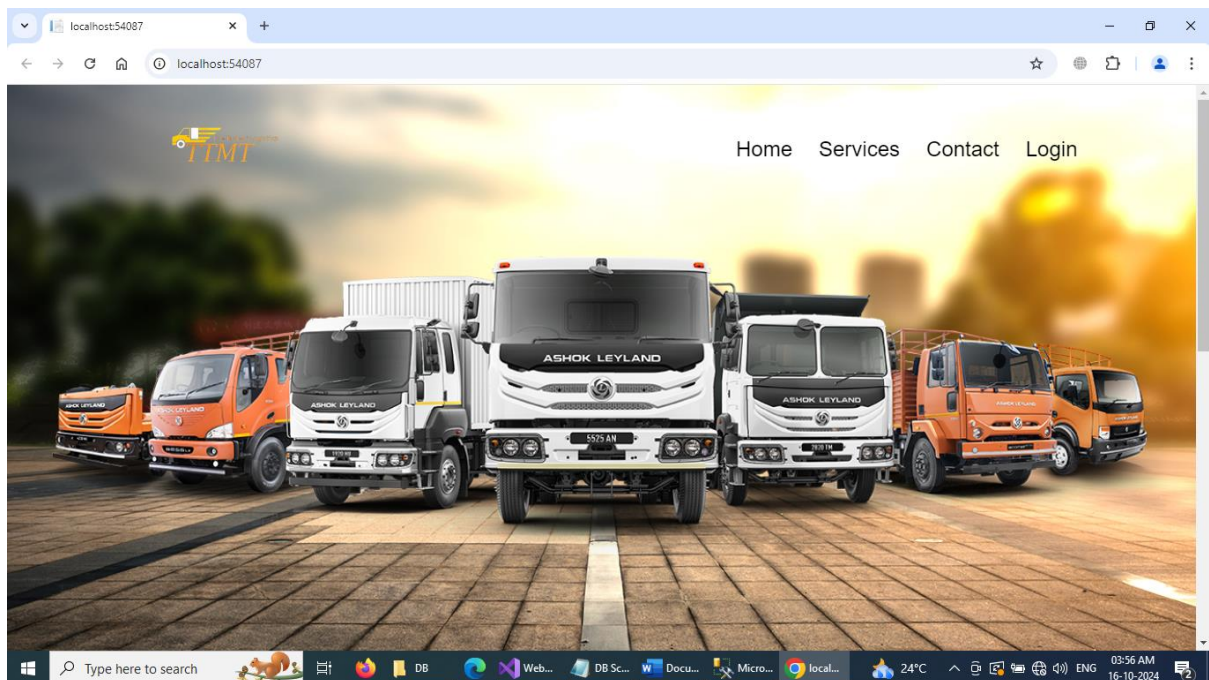 localhost:54087
localhost:54087
TTMT
Home Services Contact Login
ASHOK LEYLAND
ASHOK LEYLAND
ASHOK LEYLAND
ASHOK LEYLAND
5525 AN
Type here to search
DB
Web...
DB Sc...
Docu...
Micro...
local...
24°C
ENG
03:56 AM
16-10-2024
2